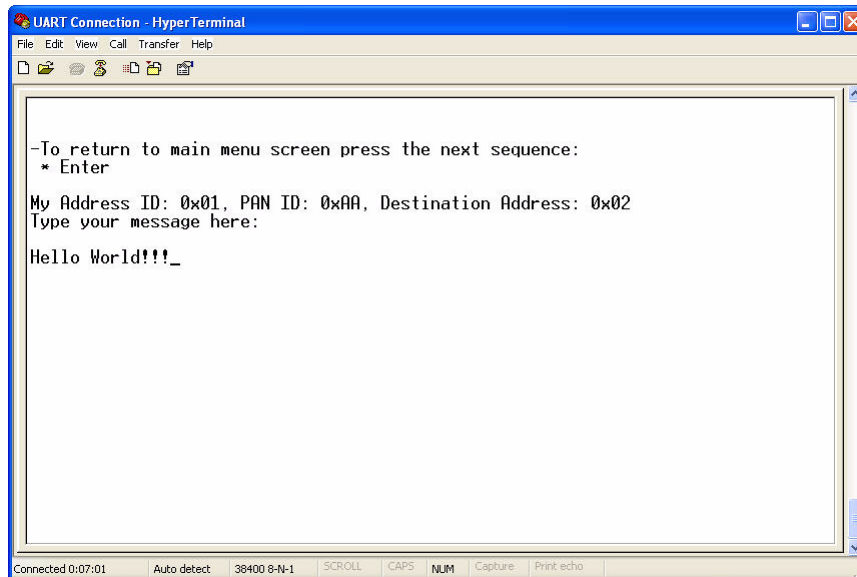 UART Connection - HyperTerminal
File Edit View Call Transfer Help
-To return to main menu screen press the next sequence:
* Enter
My Address ID: 0x01, PAN ID: 0xAA, Destination Address: 0x02
Type your message here:
Hello World!!!_
Connected 0:07:01 Auto detect 38400 8-N-1 SCROLL CAPS NUM Capture Print echo